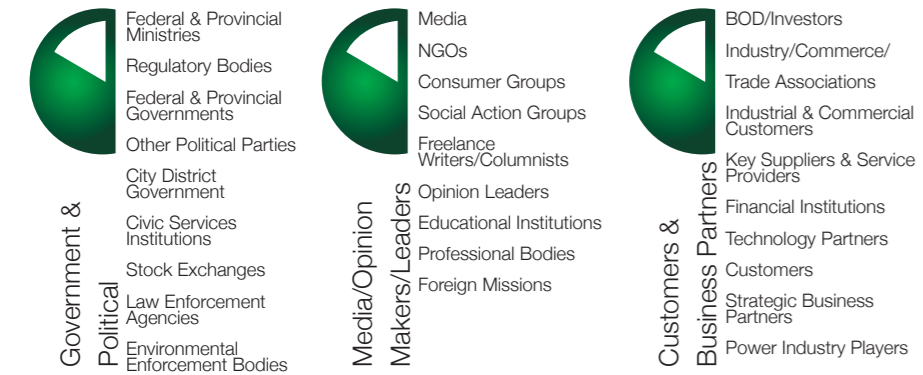 Government &
Political
Federal & Provincial
Ministries
Regulatory Bodies
Federal & Provincial
Governments
Other Political Parties
City District
Government
Civic Services
Institutions
Stock Exchanges
Law Enforcement
Agencies
Environmental
Enforcement Bodies
Media/Opinion
Makers/Leaders
Media
NGOs
Consumer Groups
Social Action Groups
Freelance
Writers/Columnists
Opinion Leaders
Educational Institutions
Professional Bodies
Foreign Missions
Customers &
Business Partners
BOD/Investors
Industry/Commerce/
Trade Associations
Industrial & Commercial
Customers
Key Suppliers & Service
Providers
Financial Institutions
Technology Partners
Customers
Strategic Business
Partners
Power Industry Players